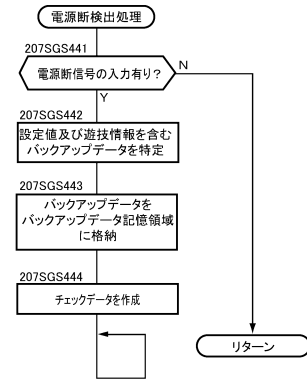 電源断検出処理
207SGS441
電源断信号の入力有り?
N
Y
207SGS442
設定値及び遊技情報を含む
バックアップデータを特定
207SGS443
バックアップデータを
バックアップデータ記憶領域
に格納
207SGS444
チェックデータを作成
リターン